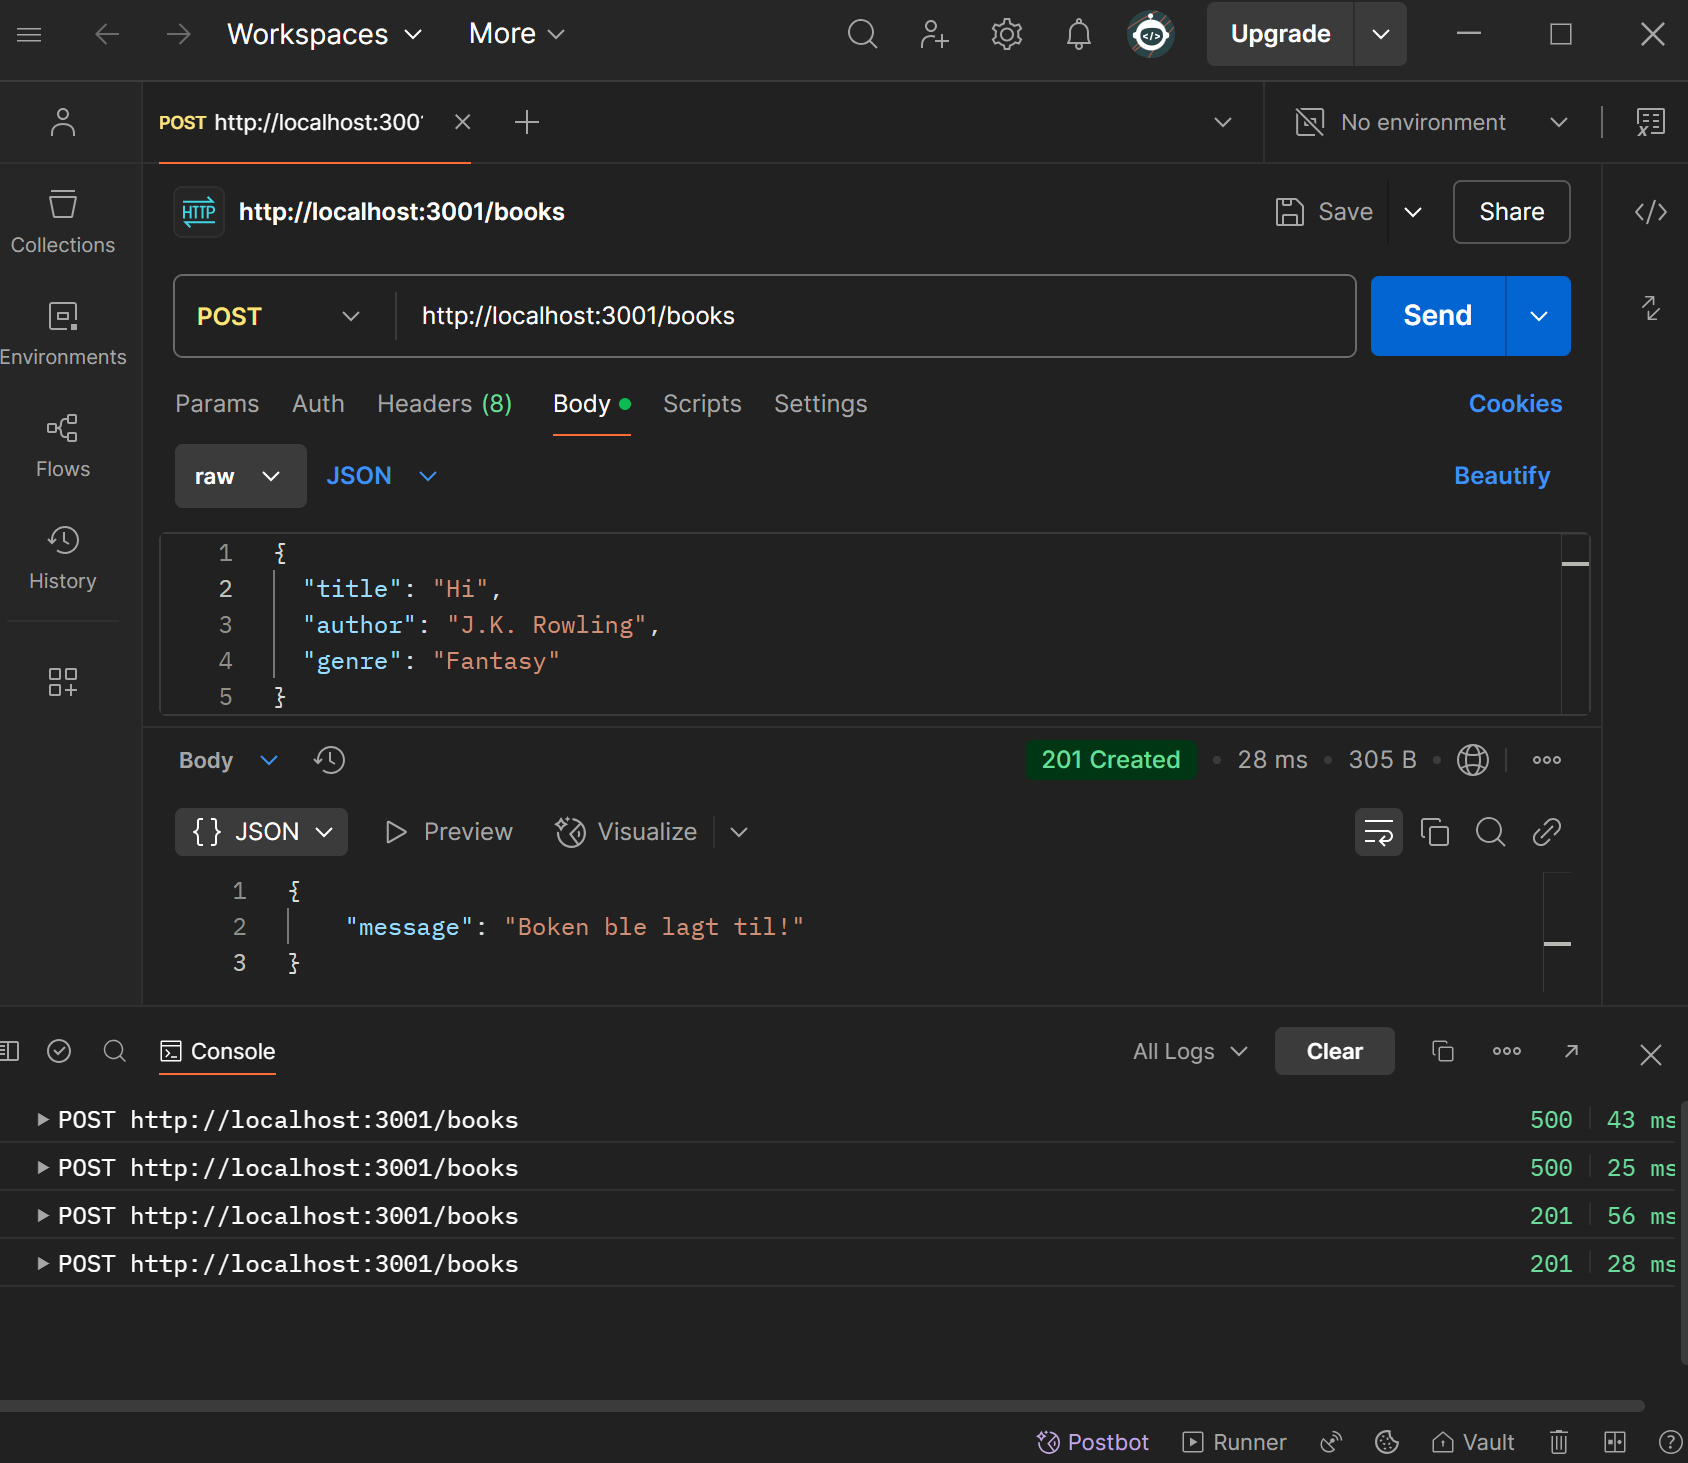 Workspaces More Upgrade
POST http://localhost:300 No environment
HTTP http://localhost:3001/books Save Share
Collections
POST http://localhost:3001/books Send
Environments
Params Auth Headers (8) Body Scripts Settings Cookies
Flows
raw JSON Beautify
History
1 {
2 "title": "Hi",
3 "author": "J.K. Rowling",
4 "genre": "Fantasy"
5 }
Body 201 Created • 28 ms • 305 B
{} JSON Preview Visualize
1 {
2 "message": "Boken ble lagt til!"
3 }
Console All Logs Clear
POST http://localhost:3001/books 500 43 ms
POST http://localhost:3001/books 500 25 ms
POST http://localhost:3001/books 201 56 ms
POST http://localhost:3001/books 201 28 ms
Postbot Runner Vault